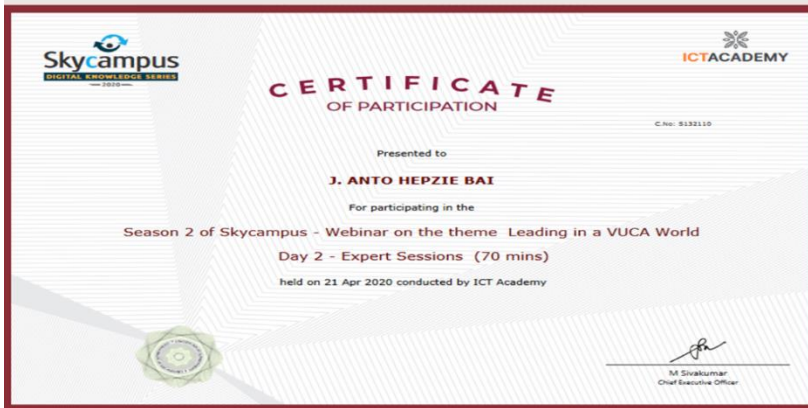 Skycampus
DIGITAL KNOWLEDGE SERIES
2020
ICTACADEMY
CERTIFICATE
OF PARTICIPATION
C.No: S132110
Presented to
J. ANTO HEPZIE BAI
For participating in the
Season 2 of Skycampus - Webinar on the theme Leading in a VUCA World
Day 2 - Expert Sessions (70 mins)
held on 21 Apr 2020 conducted by ICT Academy
M Sivakumar
Chief Executive Officer